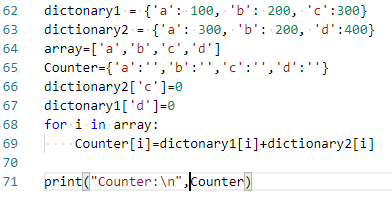 62 dictonary1 = {'a': 100, 'b': 200, 'c':300}
63 dictionary2 = {'a': 300, 'b': 200, 'd':400}
64 array=['a','b','c','d']
65 Counter={'a':'','b':'','c':'','d':''}
66 dictionary2['c']=0
67 dictonary1['d']=0
68 for i in array:
69     Counter[i]=dictonary1[i]+dictionary2[i]
70
71 print("Counter:\n",Counter)